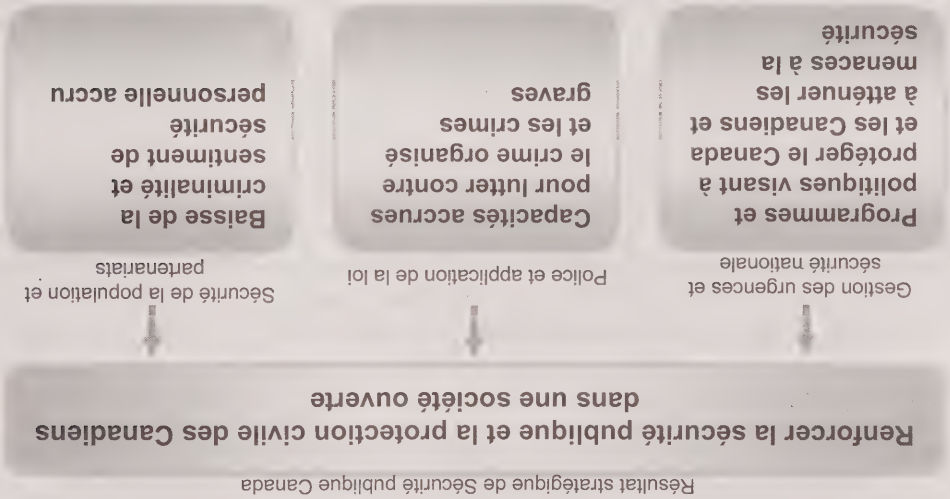 Résultat stratégique de Sécurité publique Canada
Renforcer la sécurité publique et la protection civile des Canadiens
dans une société ouverte
Gestion des urgences et
sécurité nationale
Programmes et
politiques visant à
protéger le Canada
et les Canadiens et
à atténuer les
menaces à la
sécurité
Police et application de la loi
Capacités accrues
pour lutter contre
le crime organisé
et les crimes
graves
Sécurité de la population et
partenariats
Baisse de la
criminalité et
sentiment de
sécurité
personnelle accru